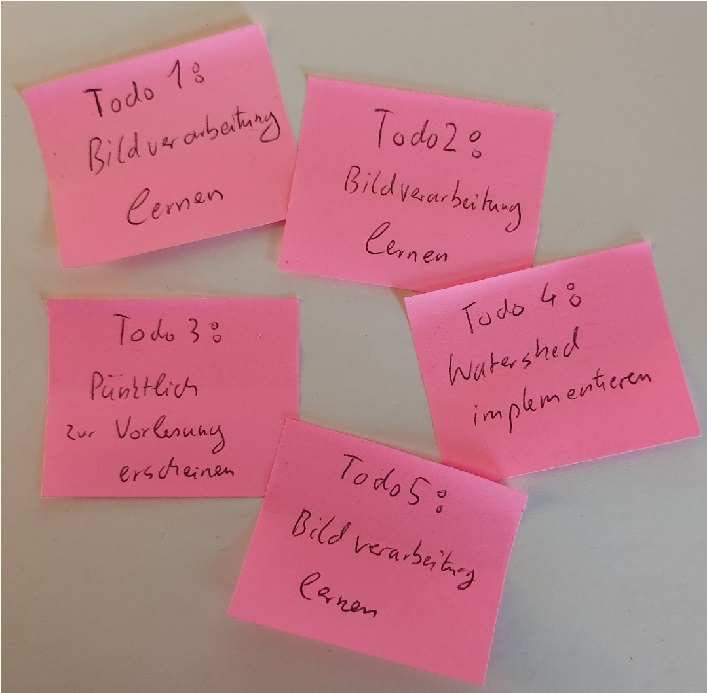 Todo 1:
Bildverarbeitung
lernen
Todo 2:
Bildverarbeitung
lernen
Todo 3:
Pünktlich
zur Vorlesung
erscheinen
Todo 4:
Watershed
implementieren
Todo 5:
Bildverarbeitung
lernen